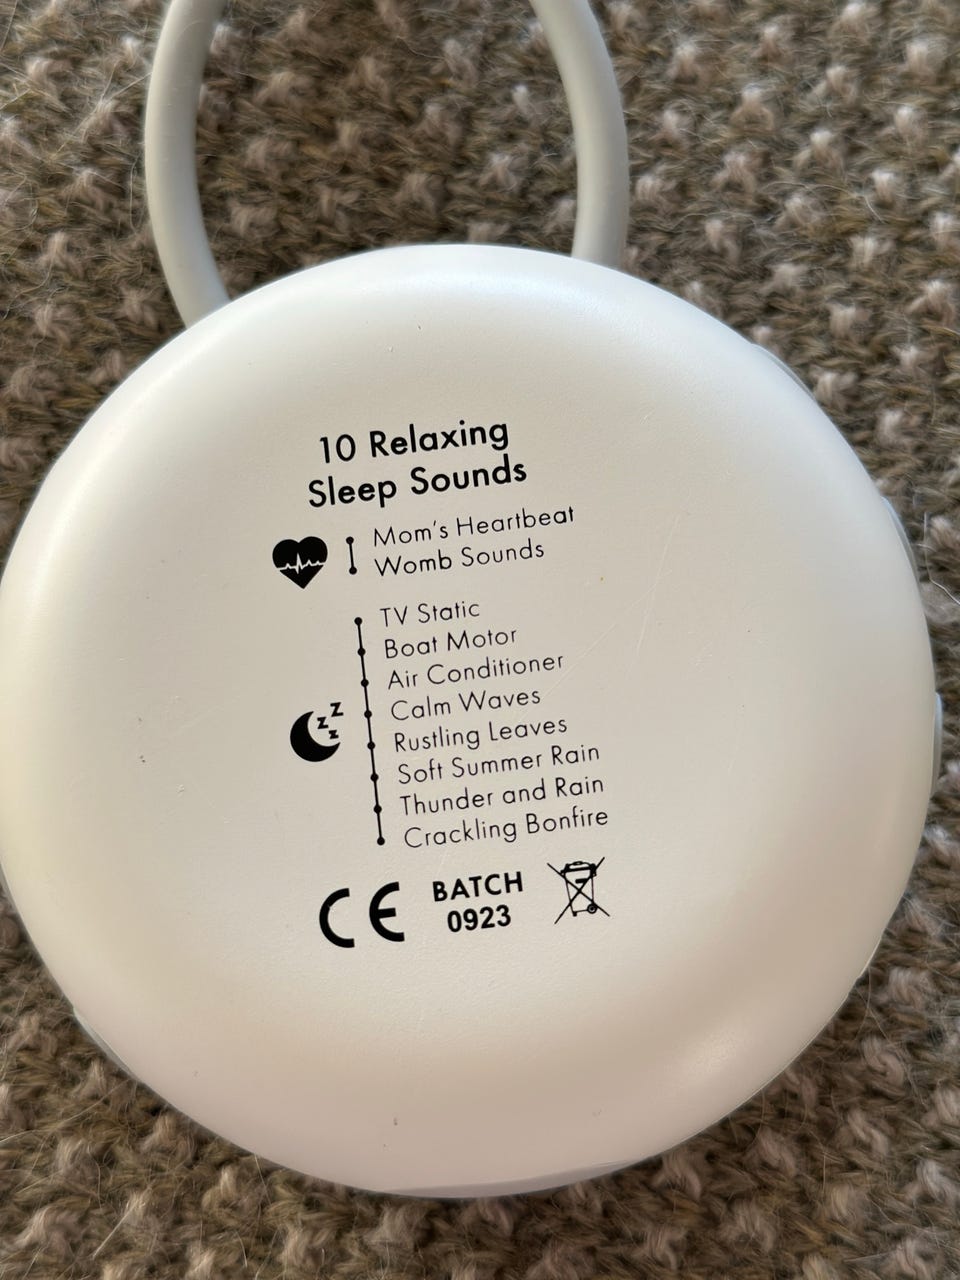 10 Relaxing
Sleep Sounds
Mom's Heartbeat
Womb Sounds
TV Static
Boat Motor
Air Conditioner
Calm Waves
Rustling Leaves
Soft Summer Rain
Thunder and Rain
Crackling Bonfire
z z z
CE
BATCH
0923